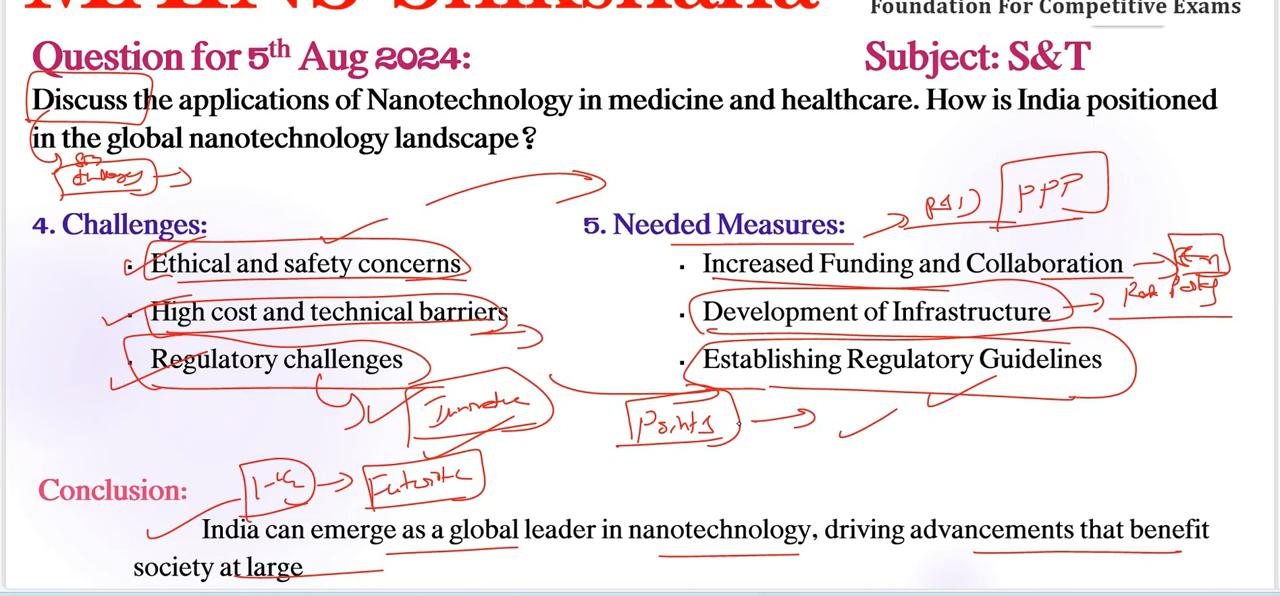 Foundation For Competitive Exams
Question for 5th Aug 2024:
Subject: S&T
Discuss the applications of Nanotechnology in medicine and healthcare. How is India positioned
in the global nanotechnology landscape?
R&D PPP
4. Challenges:
5. Needed Measures:
· Ethical and safety concerns
· Increased Funding and Collaboration
· High cost and technical barriers
· Development of Infrastructure
· Regulatory challenges
· Establishing Regulatory Guidelines
Points
Conclusion:
Futuristic
India can emerge as a global leader in nanotechnology, driving advancements that benefit
society at large